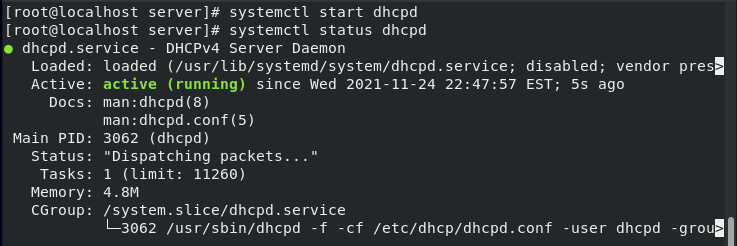 [root@localhost server]# systemctl start dhcpd
[root@localhost server]# systemctl status dhcpd
● dhcpd.service - DHCPv4 Server Daemon
   Loaded: loaded (/usr/lib/systemd/system/dhcpd.service; disabled; vendor pres>
   Active: active (running) since Wed 2021-11-24 22:47:57 EST; 5s ago
     Docs: man:dhcpd(8)
           man:dhcpd.conf(5)
 Main PID: 3062 (dhcpd)
   Status: "Dispatching packets..."
    Tasks: 1 (limit: 11260)
   Memory: 4.8M
   CGroup: /system.slice/dhcpd.service
           └─3062 /usr/sbin/dhcpd -f -cf /etc/dhcp/dhcpd.conf -user dhcpd -grou>